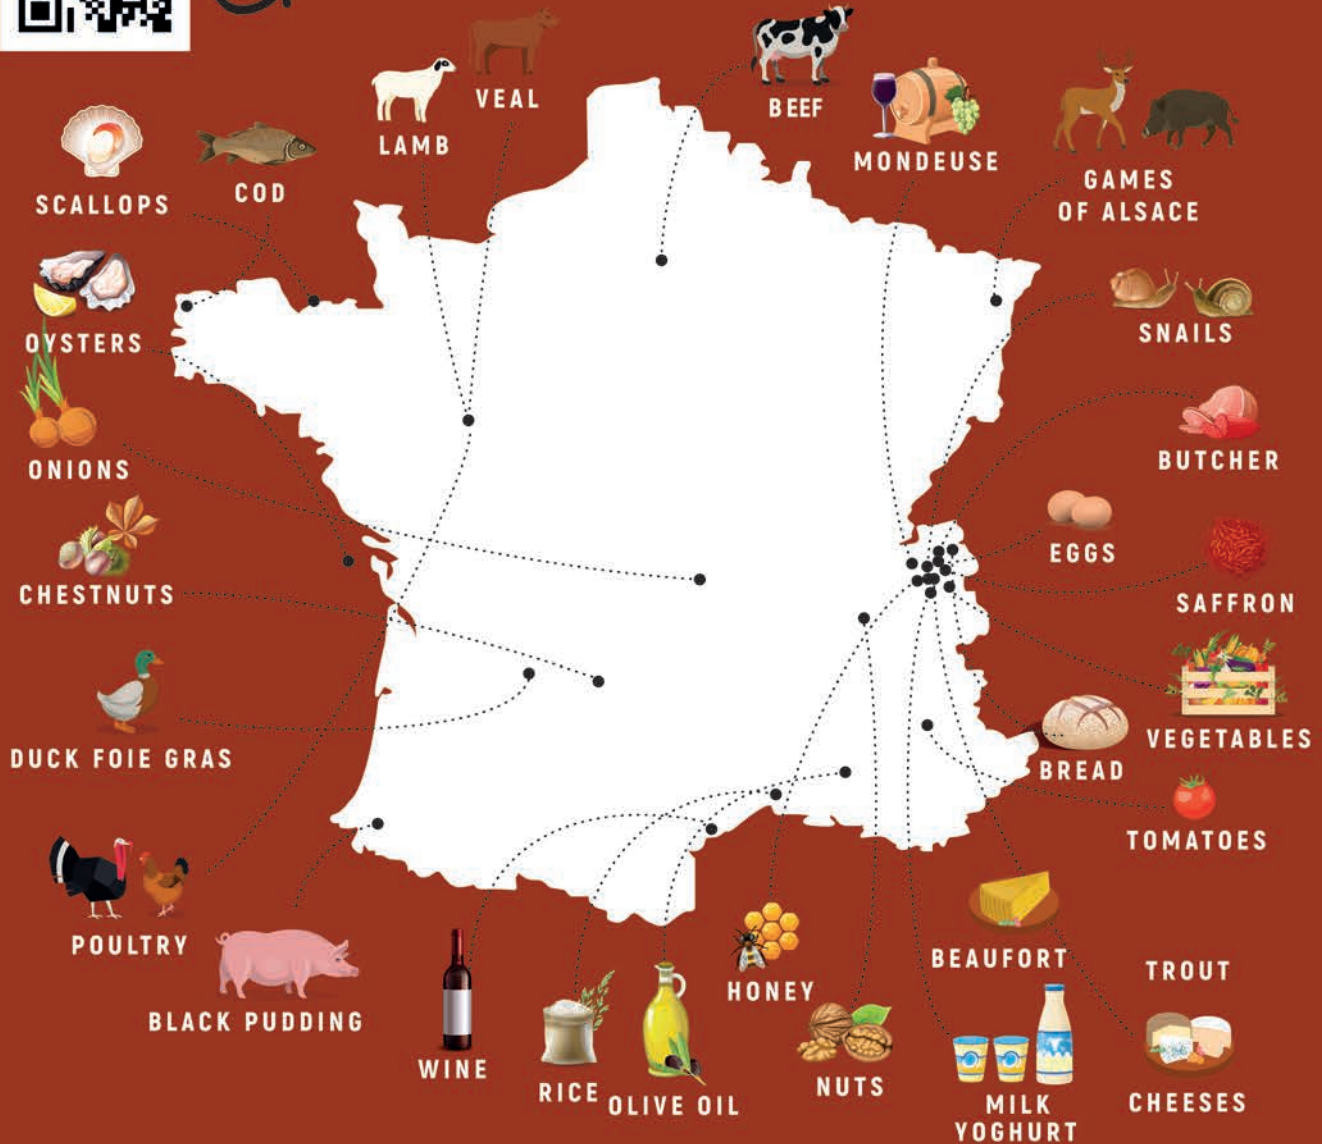 VEAL
BEEF
LAMB
MONDEUSE
GAMES
OF ALSACE
SCALLOPS
COD
SNAILS
OYSTERS
BUTCHER
ONIONS
EGGS
CHESTNUTS
SAFFRON
DUCK FOIE GRAS
VEGETABLES
BREAD
TOMATOES
POULTRY
BEAUFORT
TROUT
HONEY
BLACK PUDDING
WINE
RICE
OLIVE OIL
NUTS
MILK
YOGHURT
CHEESES